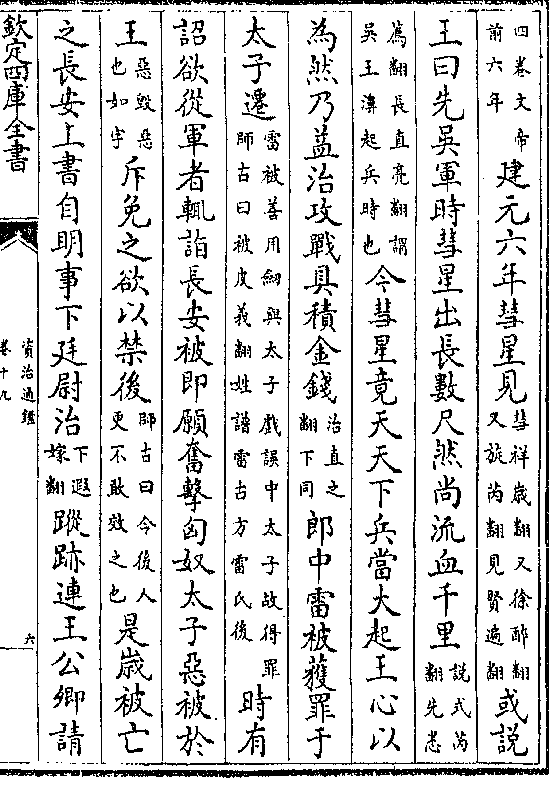 四卷文帝前六年建元六年彗星見彗祥歲翻又徐醉翻又旋芮翻見賢遍翻或說
王曰先吳軍時彗星出長數尺然尚流血千里說式芮翻先悉
薦翻長直亮翻謂吳王濞起兵時也今彗星竟天天下兵當大起王心以
為然乃益治攻戰具積金錢治直之翻下同郎中雷被獲罪于
太子遷雷被善用劒與太子戲誤中太子故得罪師古曰被皮義翻姓譜雷古方雷氏後時有
詔欲從軍者輒詣長安被即願奮擊匈奴太子惡被於
王惡毀惡也如字斥免之欲以禁後師古曰今後人更不敢效之也是歲被亡
之長安上書自明事下廷尉治下遐嫁翻蹤跡連王公卿請
欽定四庫全書
資治通鑑
卷十九
六